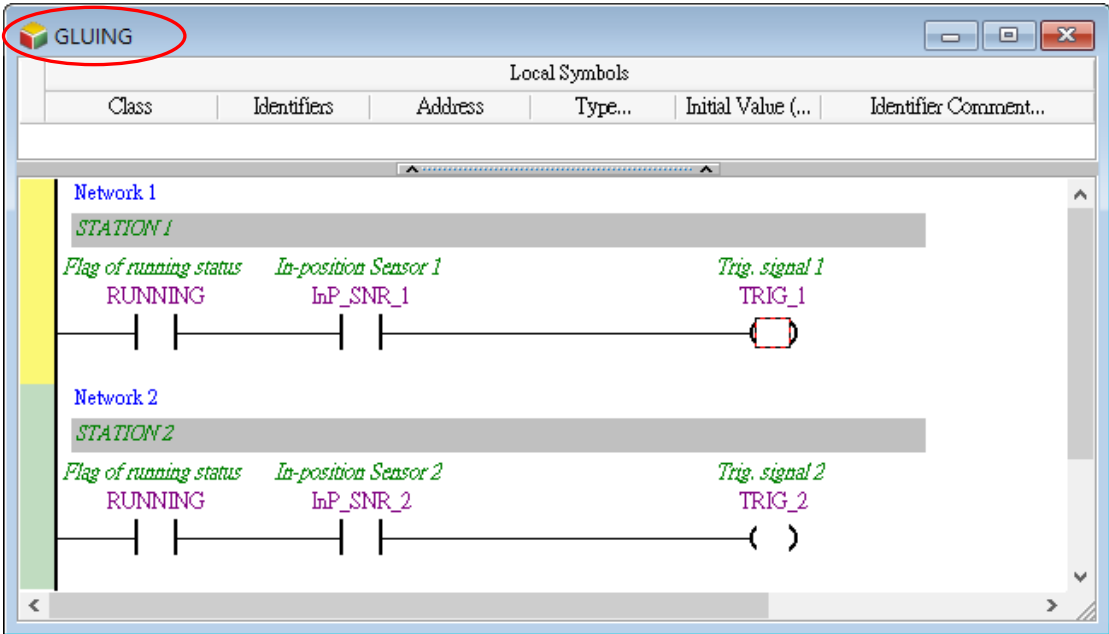 GLUING
Local Symbols
Class Identifiers Address Type... Initial Value (... Identifier Comment...
Network 1
STATION 1
Flag of running status In-position Sensor 1 Trig. signal 1
RUNNING InP_SNR_1 TRIG_1
Network 2
STATION 2
Flag of running status In-position Sensor 2 Trig. signal 2
RUNNING InP_SNR_2 TRIG_2